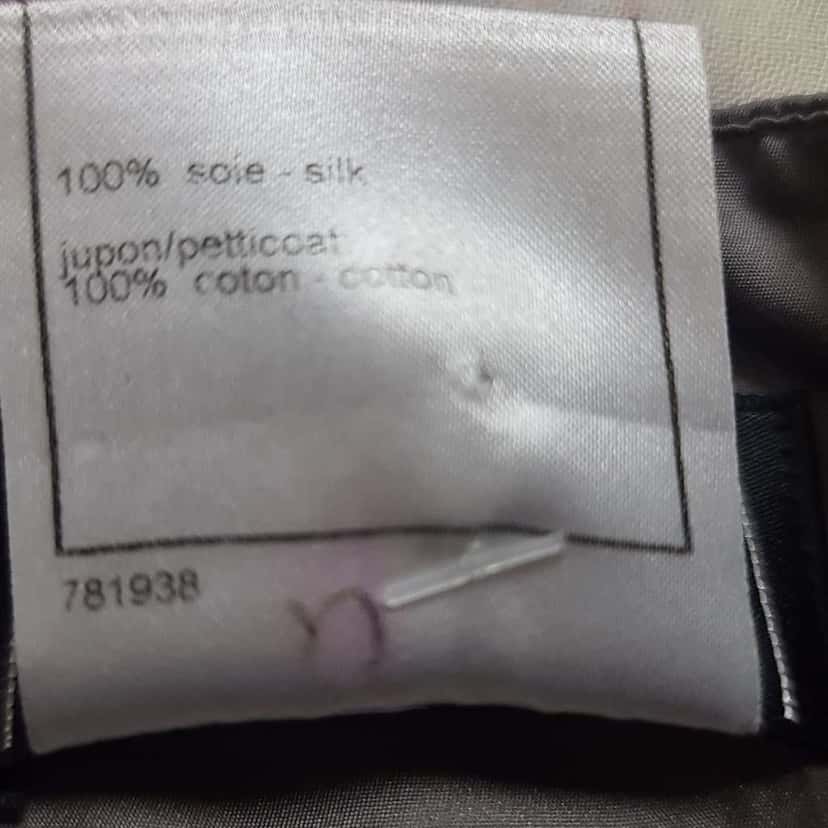 100% soie - silk
jupon/petticoat
100% coton - cotton
781938